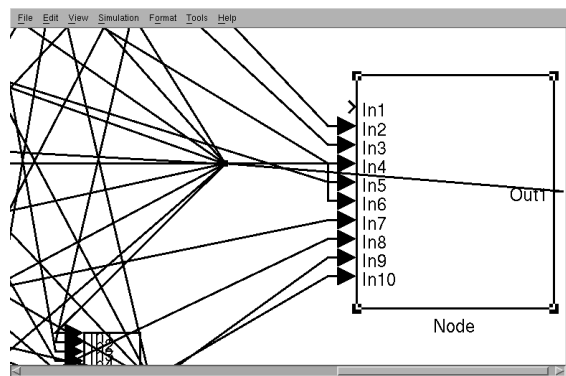 File Edit View Simulation Format Tools Help
In1
In2
In3
In4
In5
In6
In7
In8
In9
In10
Out1
Node